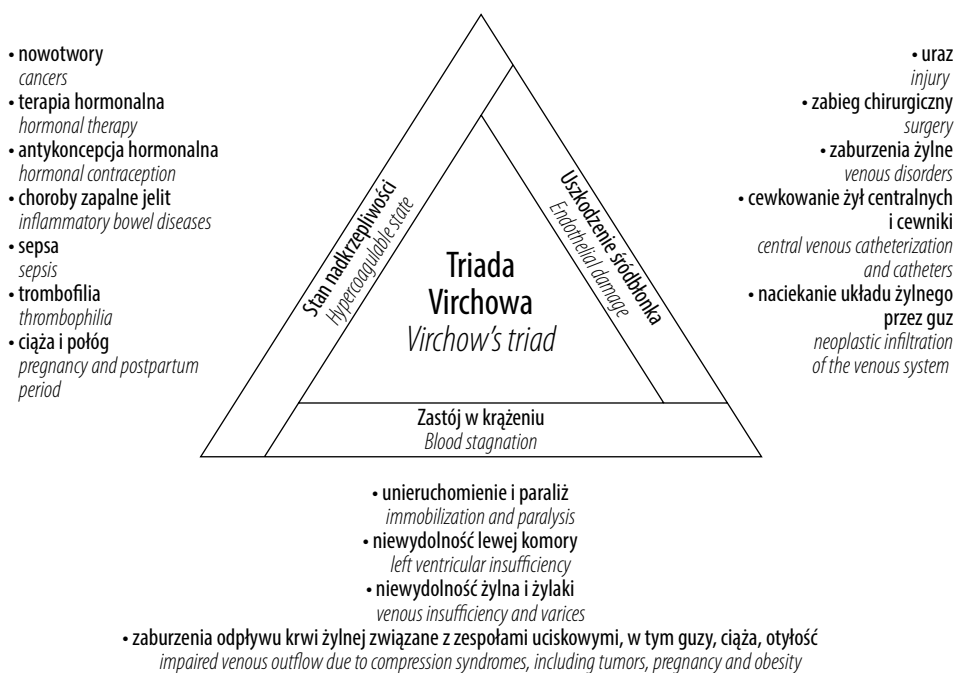 • nowotwory
cancers
• terapia hormonalna
hormonal therapy
• antykoncepcja hormonalna
hormonal contraception
• choroby zapalne jelit
inflammatory bowel diseases
• sepsa
sepsis
• trombofilia
thrombophilia
• ciąża i połóg
pregnancy and postpartum
period
Stan nadkrzepliwości
Hypercoagulable state
Triada
Virchowa
Virchow's triad
Uszkodzenie śródbłonka
Endothelial damage
• uraz
injury
• zabieg chirurgiczny
surgery
• zaburzenia żylne
venous disorders
• cewkowanie żył centralnych
i cewniki
central venous catheterization
and catheters
• naciekanie układu żylnego
przez guz
neoplastic infiltration
of the venous system
Zastój w krążeniu
Blood stagnation
• unieruchomienie i paraliż
immobilization and paralysis
• niewydolność lewej komory
left ventricular insufficiency
• niewydolność żylna i żylaki
venous insufficiency and varices
• zaburzenia odpływu krwi żylnej związane z zespołami uciskowymi, w tym guzy, ciąża, otyłość
impaired venous outflow due to compression syndromes, including tumors, pregnancy and obesity